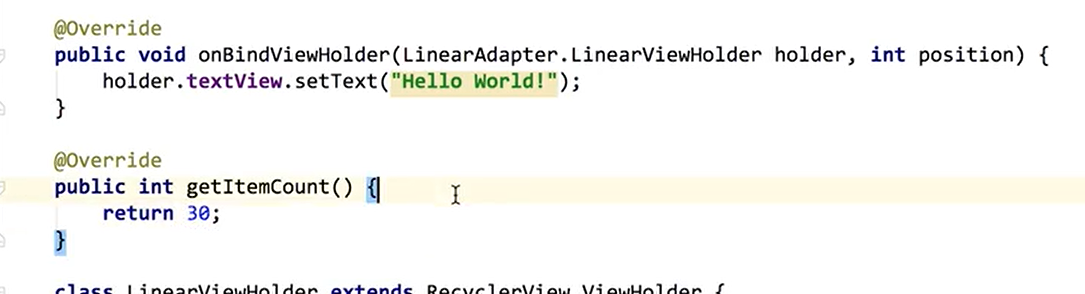 @Override
public void onBindViewHolder(LinearAdapter.LinearViewHolder holder, int position) {
holder.textView.setText("Hello World!");
}
@Override
public int getItemCount() {
return 30;
}
class LinearViewHolder extends RecyclerView.ViewHolder {